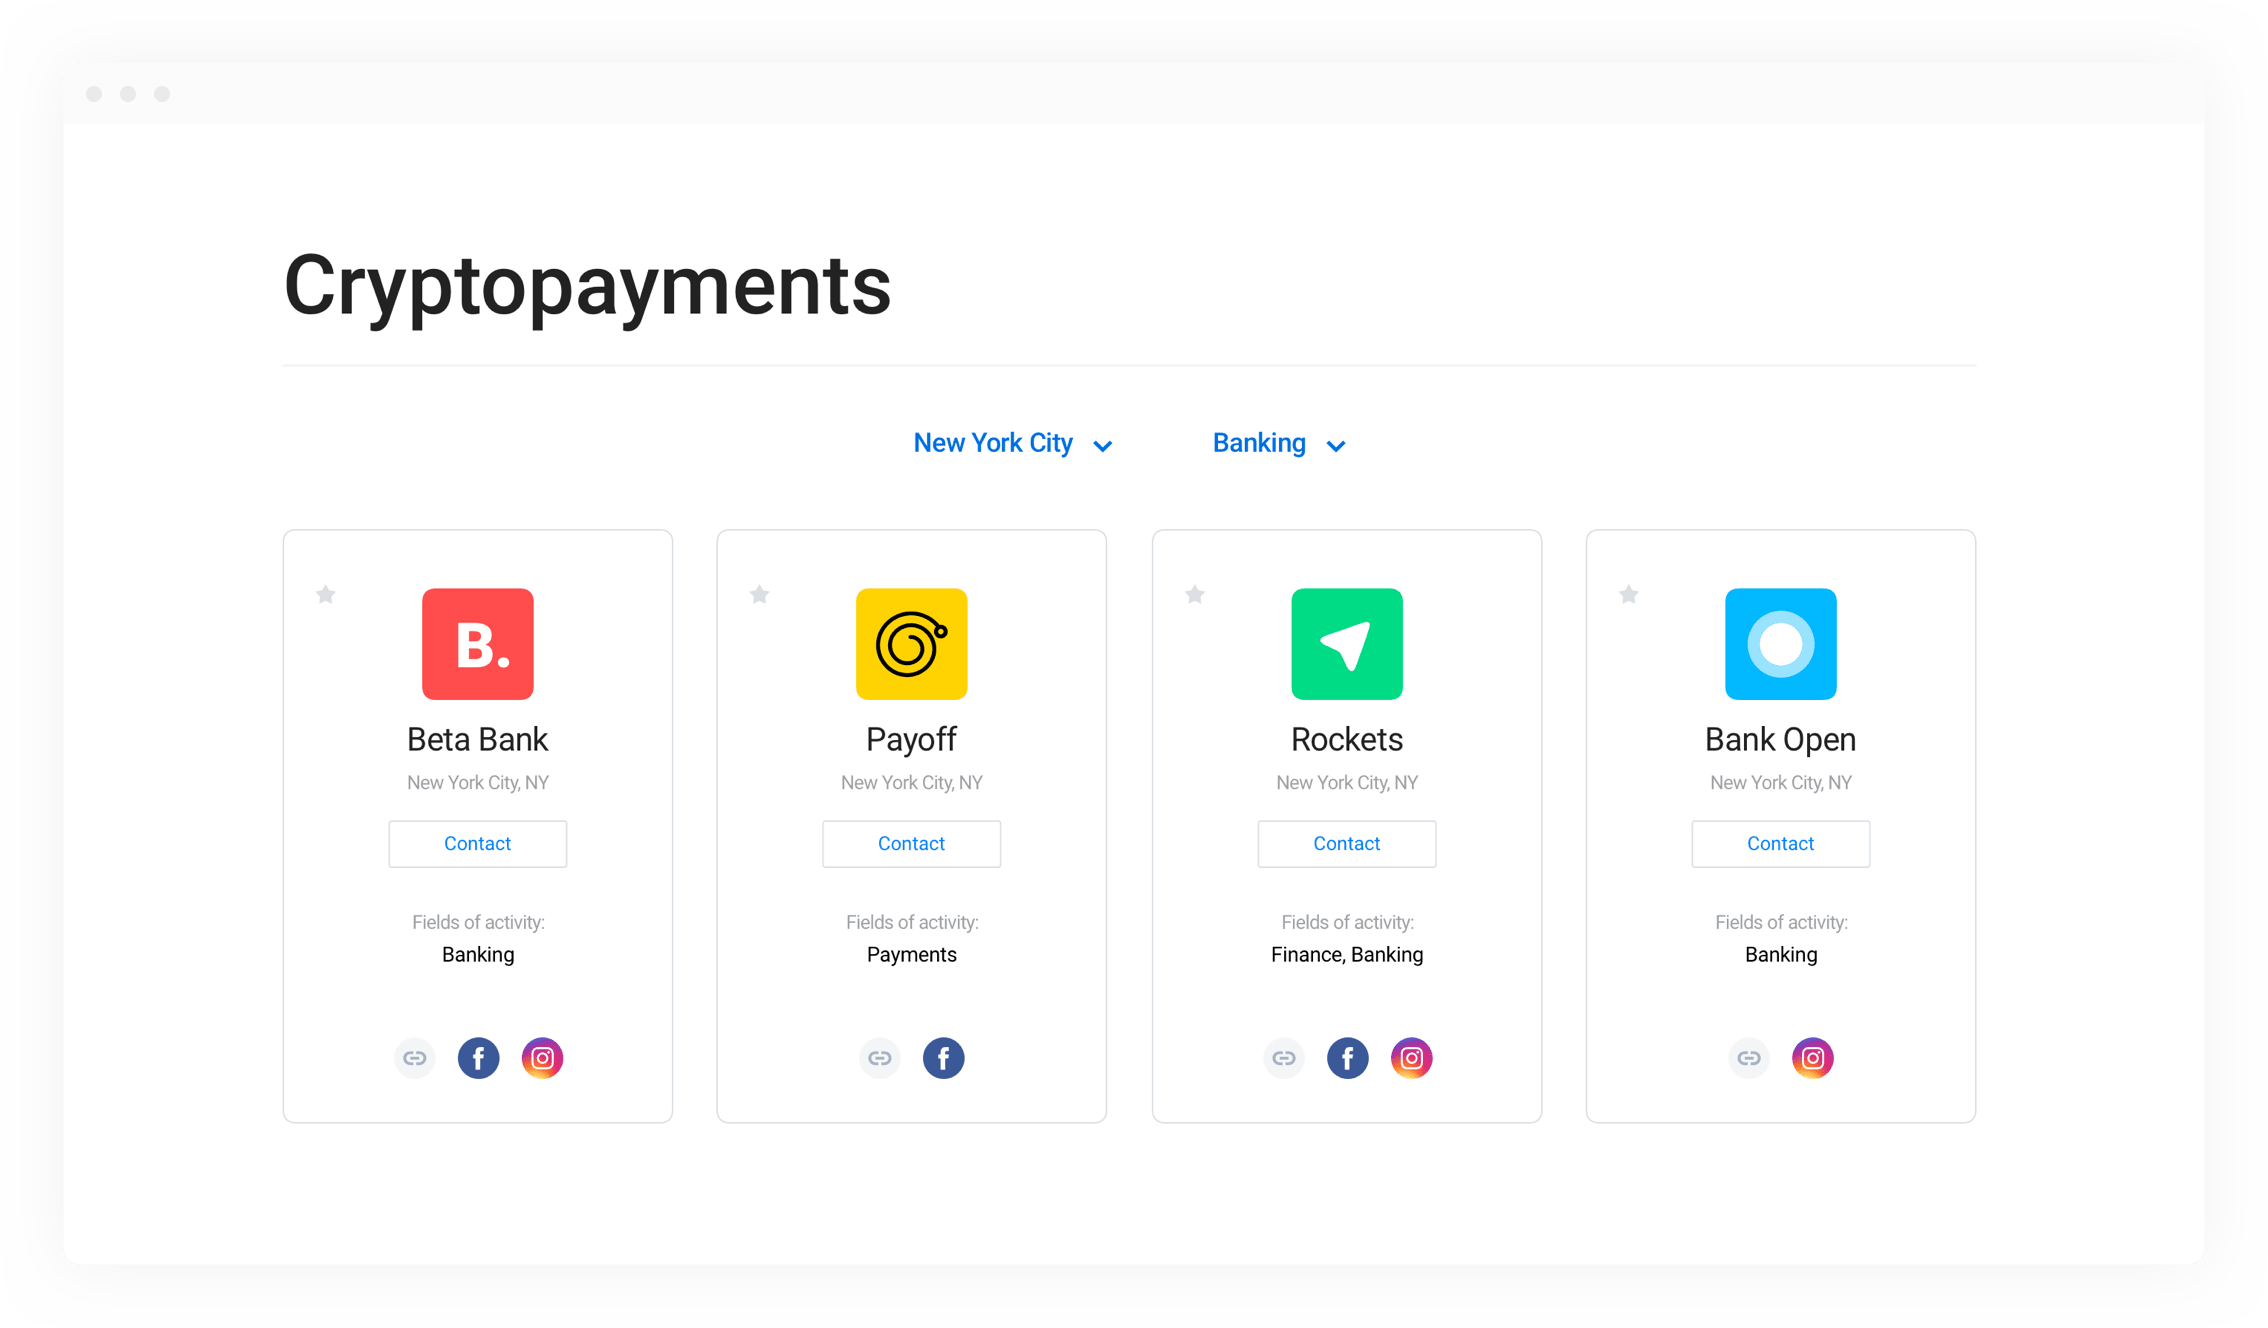 Cryptopayments
New York City
Banking
B.
Beta Bank
New York City, NY
Contact
Fields of activity:
Banking
Payoff
New York City, NY
Contact
Fields of activity:
Payments
Rockets
New York City, NY
Contact
Fields of activity:
Finance, Banking
Bank Open
New York City, NY
Contact
Fields of activity:
Banking